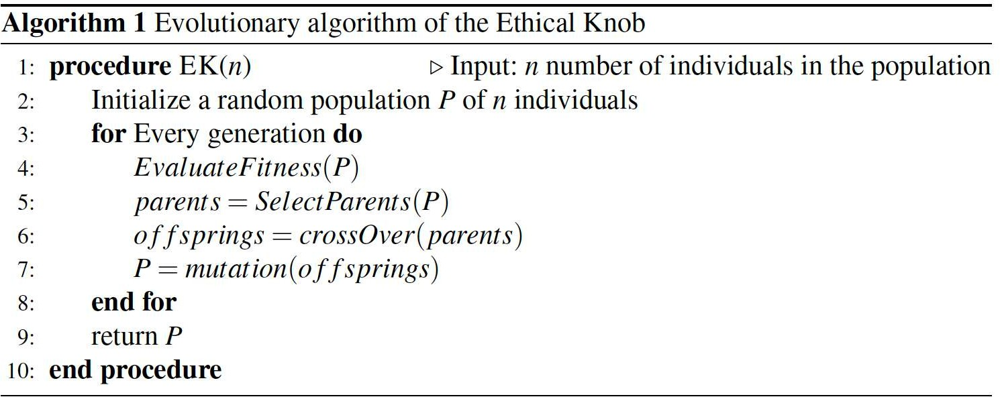 Algorithm 1 Evolutionary algorithm of the Ethical Knob
1: procedure EK(n) ▷ Input: n number of individuals in the population
2: Initialize a random population P of n individuals
3: for Every generation do
4: EvaluateFitness(P)
5: parents = SelectParents(P)
6: offsprings = crossOver(parents)
7: P = mutation(offsprings)
8: end for
9: return P
10: end procedure